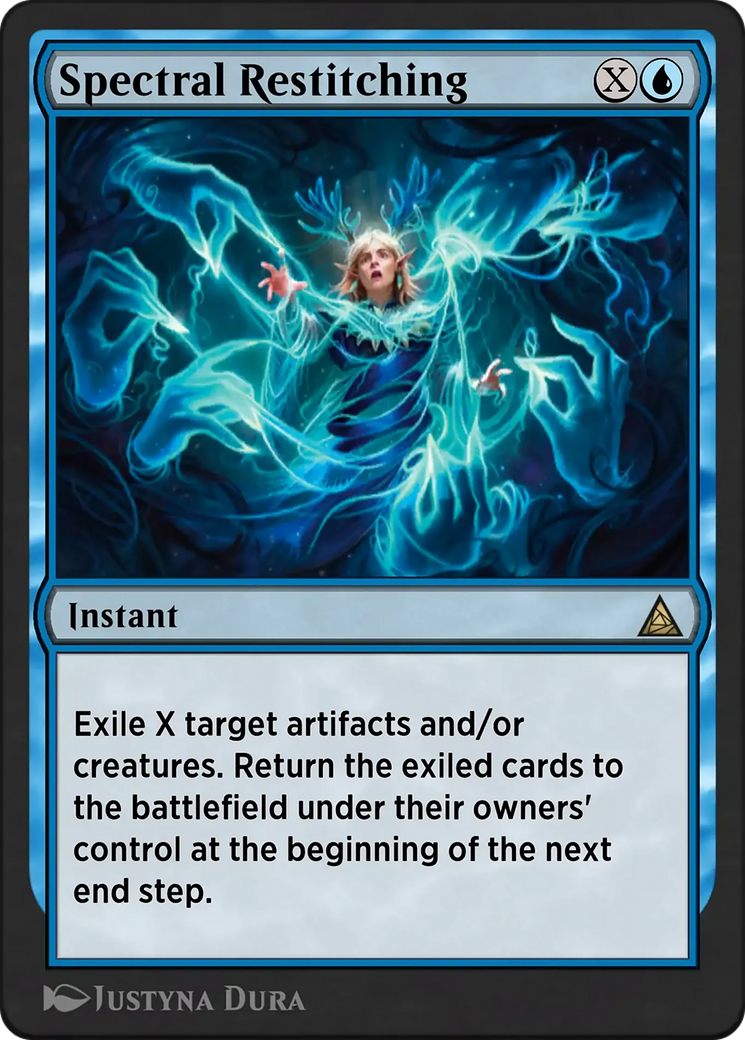 Spectral Restitching X
Instant
Exile X target artifacts and/or
creatures. Return the exiled cards to
the battlefield under their owners'
control at the beginning of the next
end step.
Justyna Dura